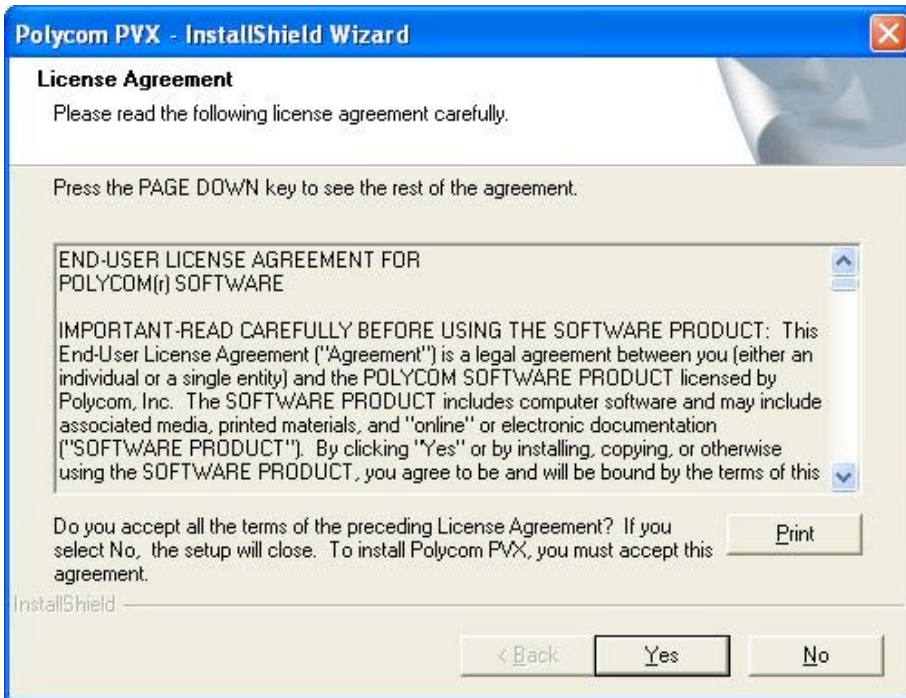 Polycom PVX - InstallShield Wizard
License Agreement
Please read the following license agreement carefully.
Press the PAGE DOWN key to see the rest of the agreement.
END-USER LICENSE AGREEMENT FOR
POLYCOM(r) SOFTWARE
IMPORTANT-READ CAREFULLY BEFORE USING THE SOFTWARE PRODUCT: This
End-User License Agreement ("Agreement") is a legal agreement between you (either an
individual or a single entity) and the POLYCOM SOFTWARE PRODUCT licensed by
Polycom, Inc. The SOFTWARE PRODUCT includes computer software and may include
associated media, printed materials, and "online" or electronic documentation
("SOFTWARE PRODUCT"). By clicking "Yes" or by installing, copying, or otherwise
using the SOFTWARE PRODUCT, you agree to be and will be bound by the terms of this
Do you accept all the terms of the preceding License Agreement? If you
select No, the setup will close. To install Polycom PVX, you must accept this
agreement.
Print
InstallShield
< Back
Yes
No